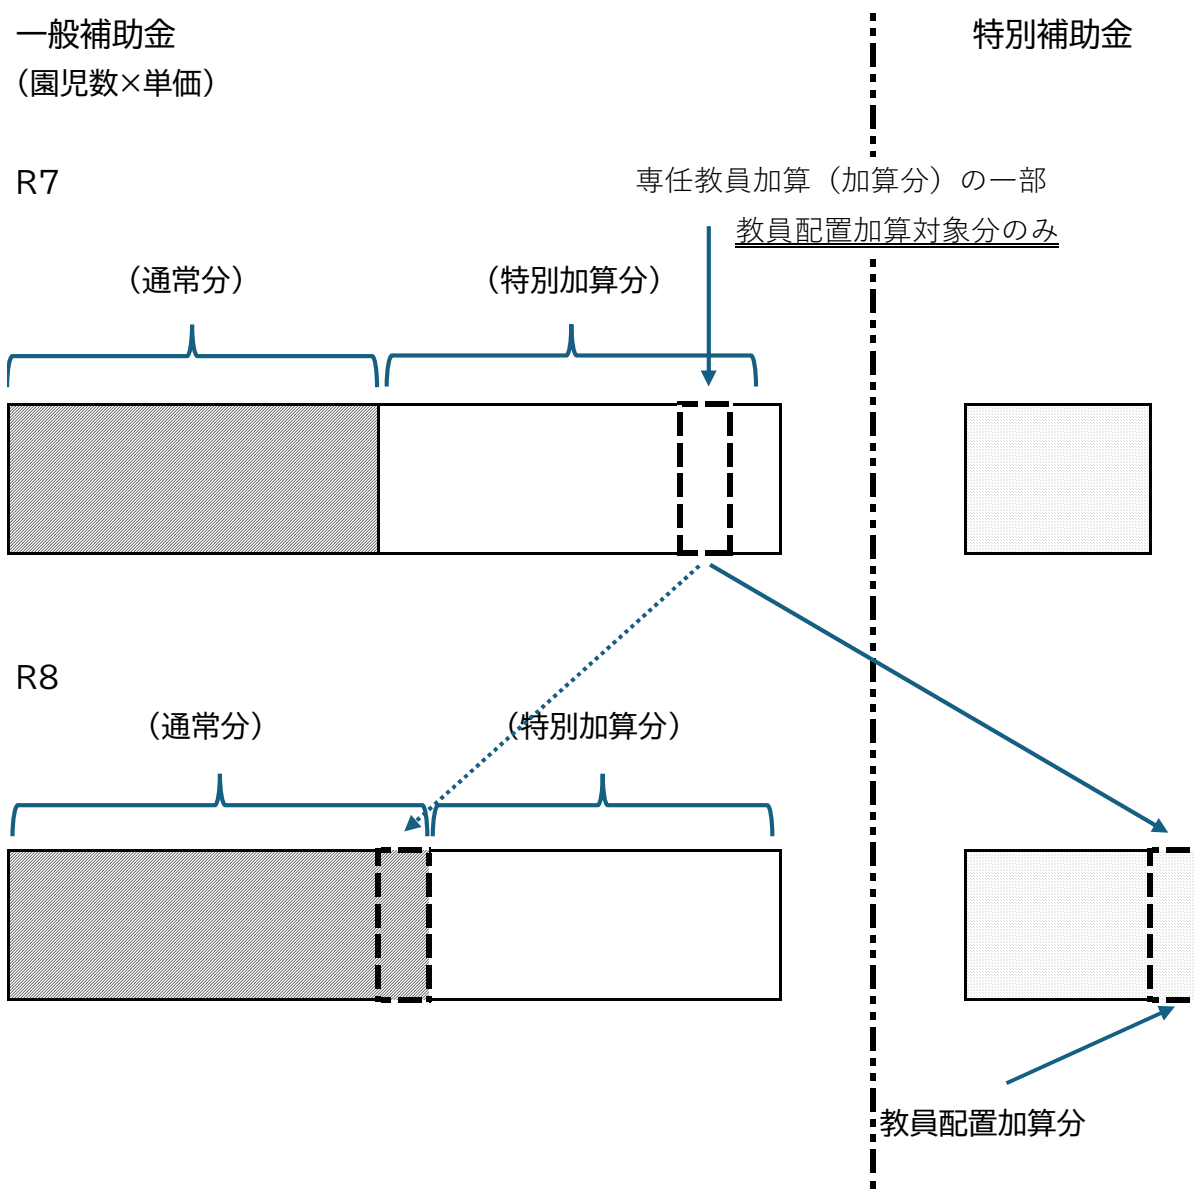 一般補助金
（園児数×単価）
特別補助金
R7
専任教員加算（加算分）の一部
教員配置加算対象分のみ
（通常分）
（特別加算分）
R8
（通常分）
（特別加算分）
教員配置加算分